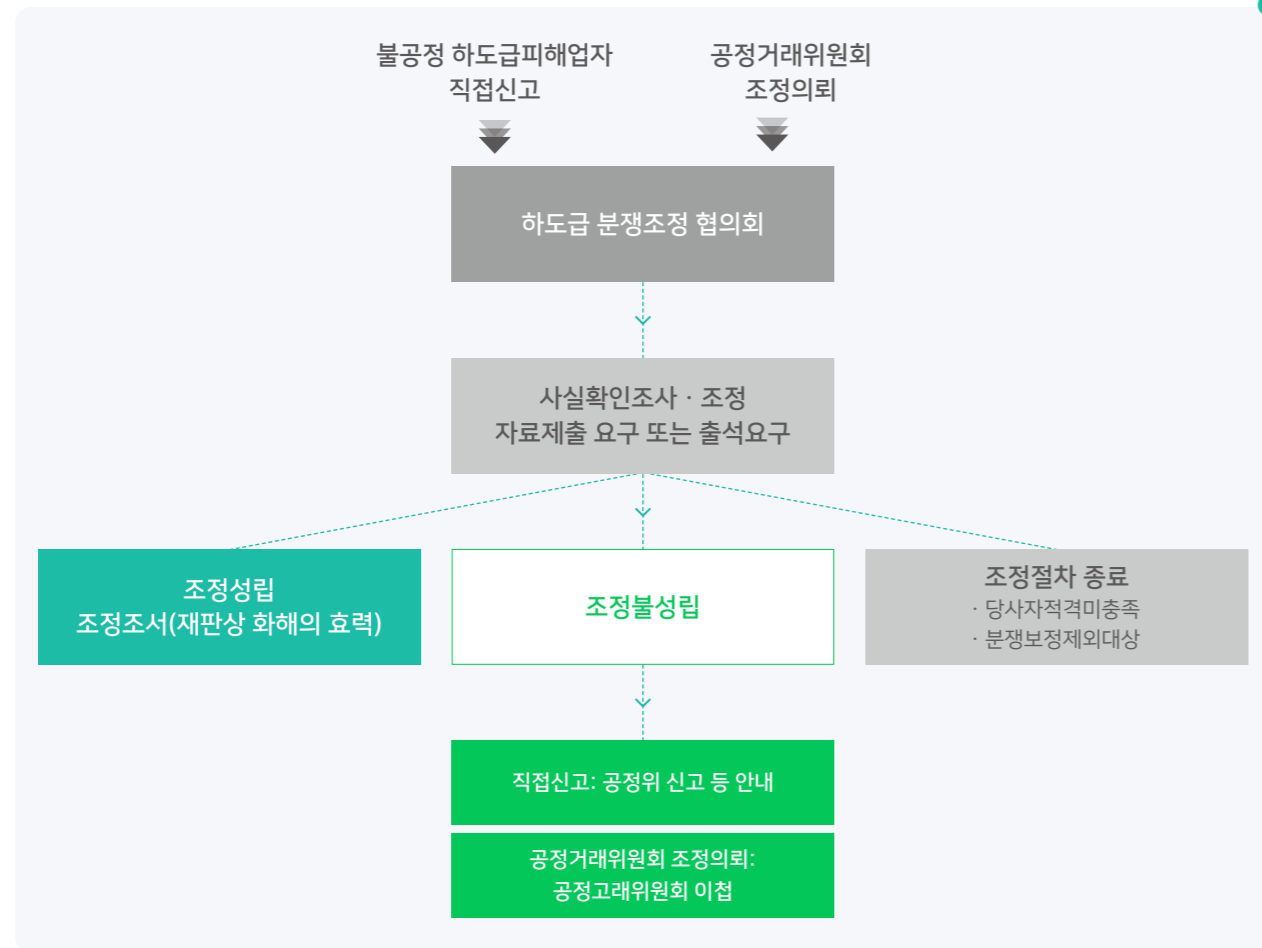 불공정 하도급피해업자
직접신고
공정거래위원회
조정의뢰
하도급 분쟁조정 협의회
사실확인조사 · 조정
자료제출 요구 또는 출석요구
조정성립
조정조서(재판상 화해의 효력)
조정불성립
조정절차 종료
· 당사자적격미충족
· 분쟁보정제외대상
직접신고: 공정위 신고 등 안내
공정거래위원회 조정의뢰:
공정고래위원회 이첩